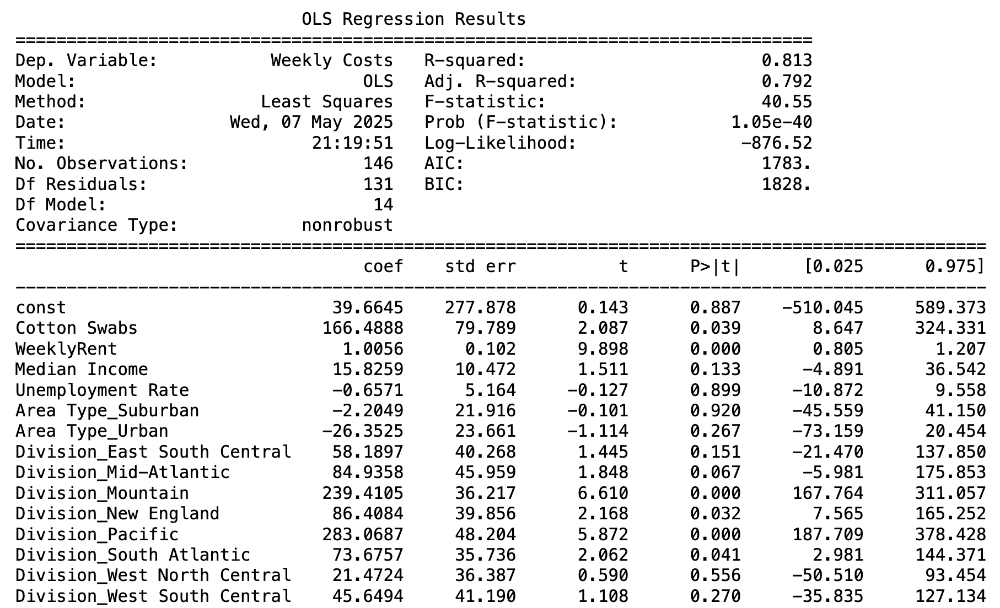 OLS Regression Results
==============================================================================
Dep. Variable:           Weekly Costs   R-squared:                       0.813
Model:                            OLS   Adj. R-squared:                  0.792
Method:                 Least Squares   F-statistic:                     40.55
Date:                Wed, 07 May 2025   Prob (F-statistic):           1.05e-40
Time:                        21:19:51   Log-Likelihood:                -876.52
No. Observations:                 146   AIC:                             1783.
Df Residuals:                     131   BIC:                             1828.
Df Model:                          14
Covariance Type:            nonrobust
===============================================================================================
                                  coef    std err          t      P>|t|      [0.025      0.975]
-----------------------------------------------------------------------------------------------
const                          39.6645    277.878      0.143      0.887    -510.045     589.373
Cotton Swabs                  166.4888     79.789      2.087      0.039       8.647     324.331
WeeklyRent                      1.0056      0.102      9.898      0.000       0.805       1.207
Median Income                  15.8259     10.472      1.511      0.133      -4.891      36.542
Unemployment Rate              -0.6571      5.164     -0.127      0.899     -10.872       9.558
Area Type_Suburban             -2.2049     21.916     -0.101      0.920     -45.559      41.150
Area Type_Urban               -26.3525     23.661     -1.114      0.267     -73.159      20.454
Division_East South Central    58.1897     40.268      1.445      0.151     -21.470     137.850
Division_Mid-Atlantic          84.9358     45.959      1.848      0.067      -5.981     175.853
Division_Mountain             239.4105     36.217      6.610      0.000     167.764     311.057
Division_New England           86.4084     39.856      2.168      0.032       7.565     165.252
Division_Pacific              283.0687     48.204      5.872      0.000     187.709     378.428
Division_South Atlantic        73.6757     35.736      2.062      0.041       2.981     144.371
Division_West North Central    21.4724     36.387      0.590      0.556     -50.510      93.454
Division_West South Central    45.6494     41.190      1.108      0.270     -35.835     127.134